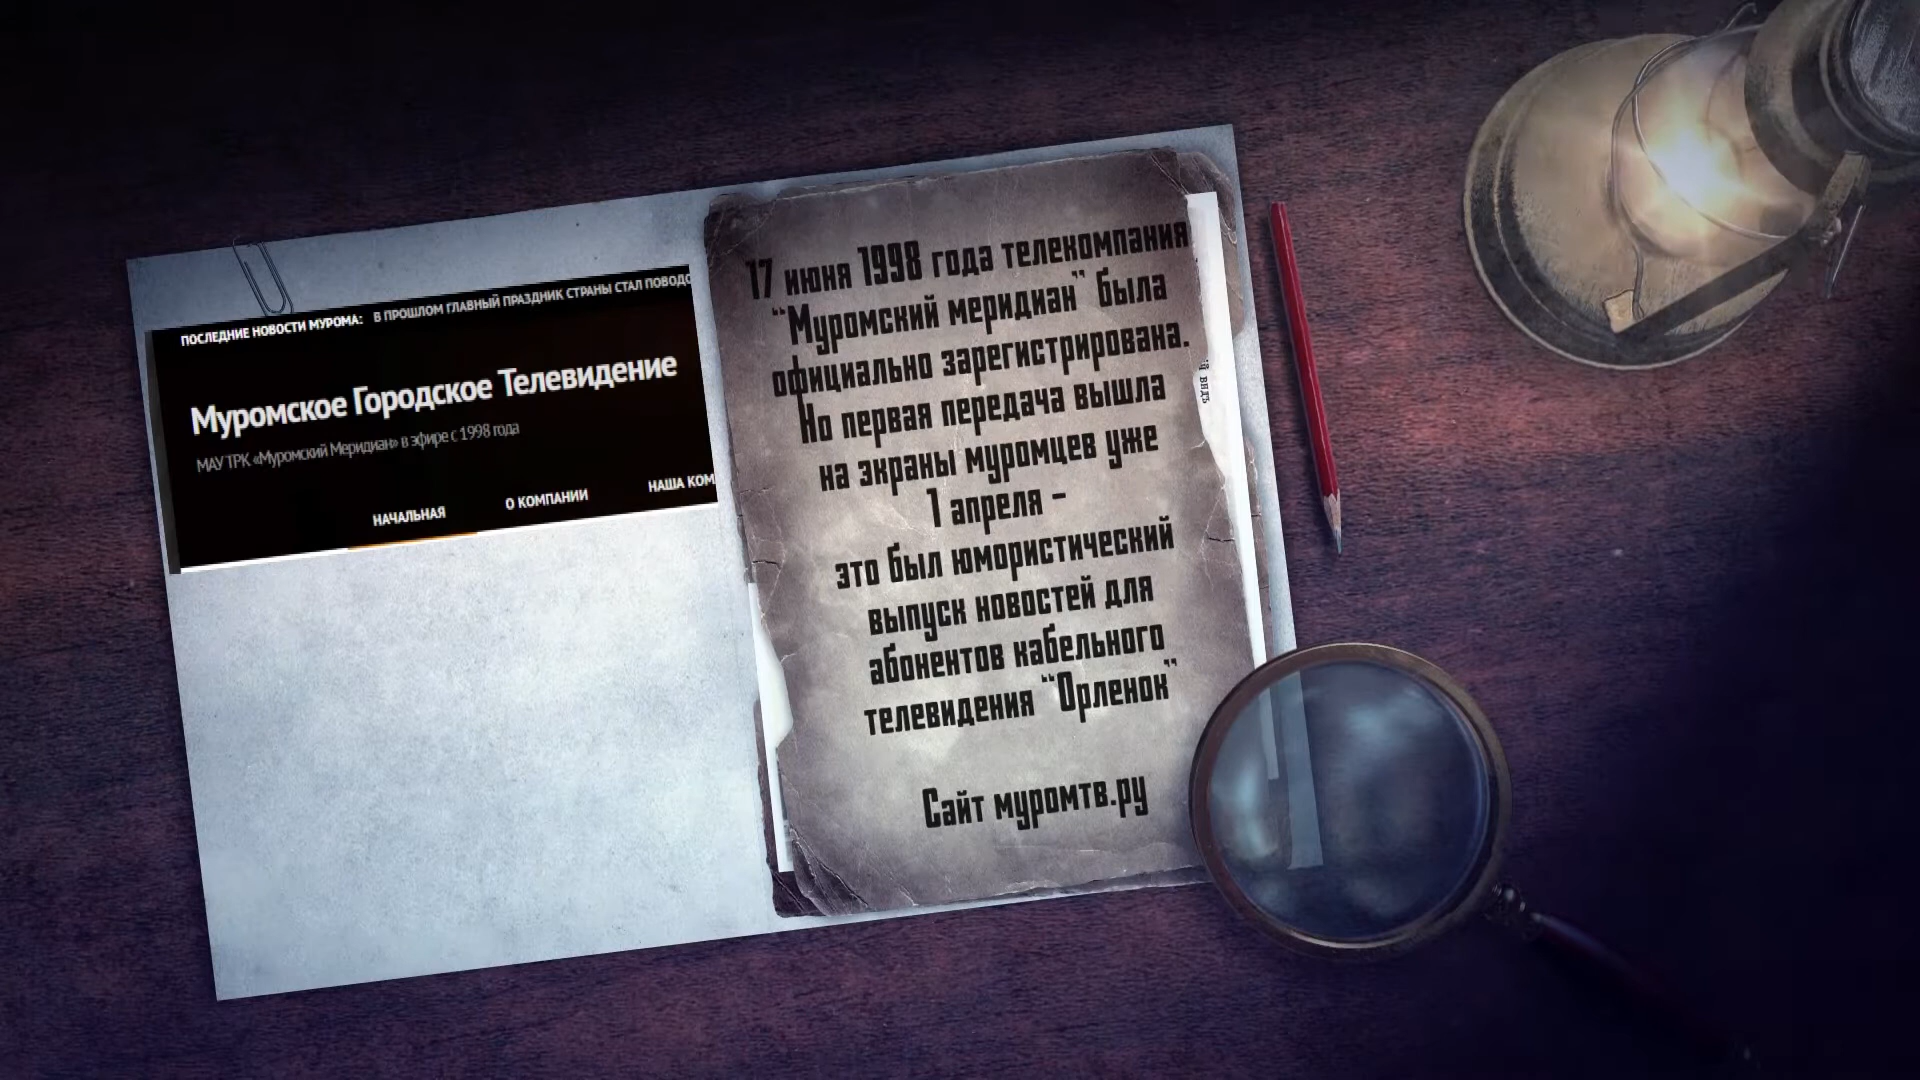 ПОСЛЕДНИЕ НОВОСТИ МУРОМА: В ПРОШЛОМ ГЛАВНЫЙ ПРАЗДНИК СТРАНЫ СТАЛ ПОВОДО
Муромское Городское Телевидение
МАУ ТРК «Муромский Меридиан» в эфире с 1998 года
НАЧАЛЬНАЯ О КОМПАНИИ НАША КОМ
17 июня 1998 года телекомпания
“Муромский меридиан” была
официально зарегистрирована.
Но первая передача вышла
на экраны муромцев уже
1 апреля -
это был юмористический
выпуск новостей для
абонентов кабельного
телевидения “Орленок”
Сайт муромтв.ру